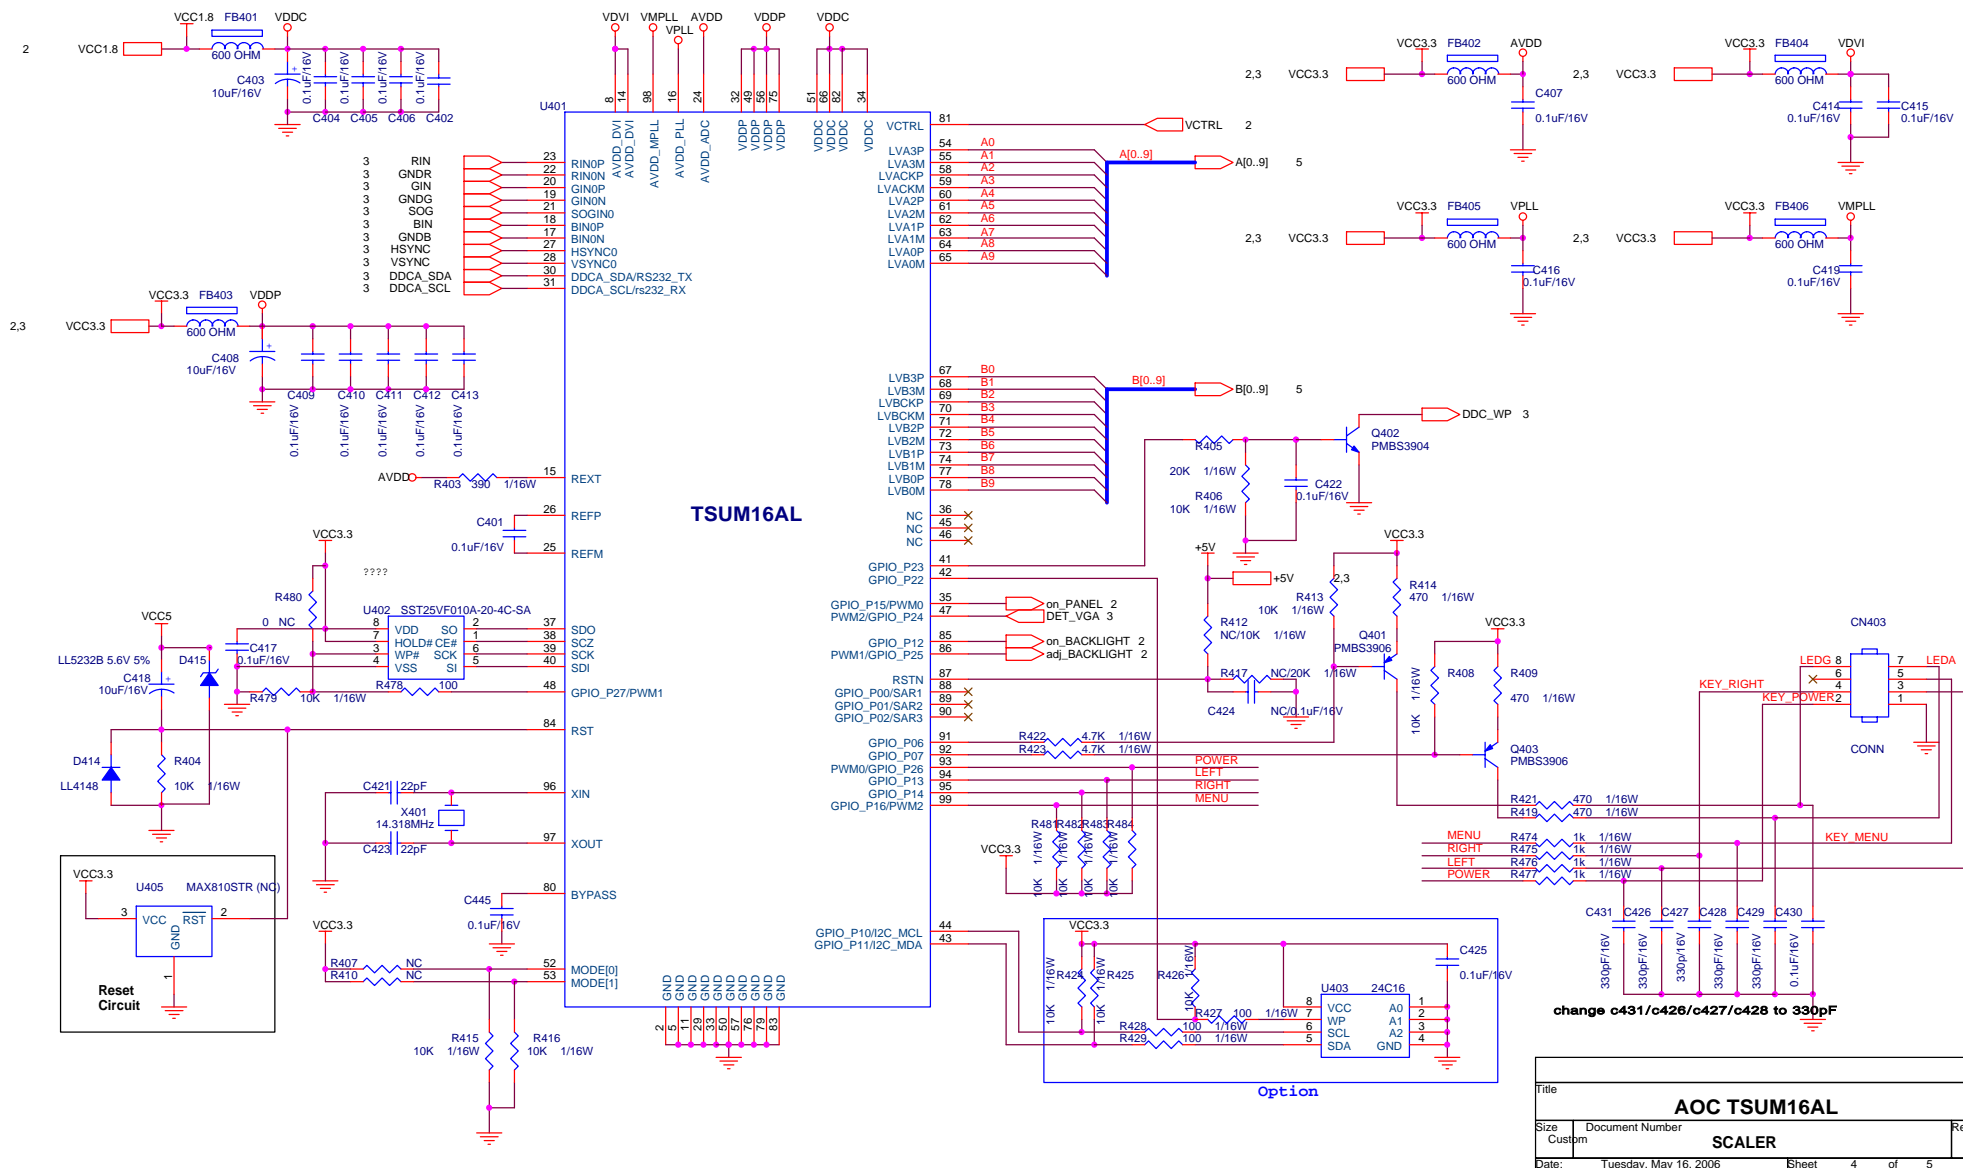 VCC1.8 FB401 VDDC
2 VCC1.8 600 OHM
C403 10uF/16V
0.1uF/16V 0.1uF/16V 0.1uF/16V 0.1uF/16V
C404 C405 C406 C402
VDVI VMPLL VPLL AVDD VDDP VDDC
8 14 98 16 24 32 49 56 75 51 66 82 34
AVDD_DVI AVDD_DVI AVDD_MPLL AVDD_PLL AVDD_ADC VDDP VDDP VDDP VDDP VDDC VDDC VDDC VDDC
U401
TSUM16AL
3 RIN 23 RIN0P
3 GNDR 22 RIN0N
3 GIN 20 GIN0P
3 GNDG 19 GIN0N
3 SOG 21 SOGIN0
3 BIN 18 BIN0P
3 GNDB 17 BIN0N
3 HSYNC 27 HSYNC0
3 VSYNC 28 VSYNC0
3 DDCA_SDA 30 DDCA_SDA/RS232_TX
3 DDCA_SCL 31 DDCA_SCL/rs232_RX
VCC3.3 FB403 VDDP
2,3 VCC3.3 600 OHM
C408 10uF/16V
C409 C410 C411 C412 C413
0.1uF/16V 0.1uF/16V 0.1uF/16V 0.1uF/16V 0.1uF/16V
AVDD R403 390 1/16W 15 REXT
C401 0.1uF/16V 26 REFP
25 REFM
VCC3.3
????
R480
0 NC
U402 SST25VF010A-20-4C-SA
8 VDD SO 2 37 SDO
7 HOLD# CE# 1 38 SCZ
3 WP# SCK 6 39 SCK
4 VSS SI 5 40 SDI
C417 0.1uF/16V
R479 10K 1/16W
R478 100 48 GPIO_P27/PWM1
VCC5
LL5232B 5.6V 5% D415
C418 10uF/16V
84 RST
D414 LL4148
R404 10K 1/16W
C421 22pF 96 XIN
X401 14.318MHz
C423 22pF 97 XOUT
80 BYPASS
C445 0.1uF/16V
VCC3.3
R407 NC 52 MODE[0]
R410 NC 53 MODE[1]
R415 10K 1/16W
R416 10K 1/16W
VCC3.3
U405 MAX810STR (NC)
3 VCC RST 2
GND 1
Reset Circuit
GND GND GND GND GND GND GND GND GND GND
2 5 11 29 33 50 57 76 79 83
VCTRL 81 VCTRL 2
LVA3P 54 A0
LVA3M 55 A1
LVACKP 58 A2
LVACKM 59 A3
LVA2P 60 A4
LVA2M 61 A5
LVA1P 62 A6
LVA1M 63 A7
LVA0P 64 A8
LVA0M 65 A9
A[0..9] A[0..9] 5
LVB3P 67 B0
LVB3M 68 B1
LVBCKP 69 B2
LVBCKM 70 B3
LVB2P 71 B4
LVB2M 72 B5
LVB1P 73 B6
LVB1M 74 B7
LVB0P 77 B8
LVB0M 78 B9
B[0..9] B[0..9] 5
NC 36
NC 45
NC 46
GPIO_P23 41
GPIO_P22 42
GPIO_P15/PWM0 35 on_PANEL 2
PWM2/GPIO_P24 47 DET_VGA 3
GPIO_P12 85 on_BACKLIGHT 2
PWM1/GPIO_P25 86 adj_BACKLIGHT 2
RSTN 87
GPIO_P00/SAR1 88
GPIO_P01/SAR2 89
GPIO_P02/SAR3 90
GPIO_P06 91 R422 4.7K 1/16W
GPIO_P07 92 R423 4.7K 1/16W
PWM0/GPIO_P26 93 POWER
GPIO_P13 94 LEFT
GPIO_P14 95 RIGHT
GPIO_P16/PWM2 99 MENU
GPIO_P10/I2C_MCL 44
GPIO_P11/I2C_MDA 43
VCC3.3 FB402 AVDD
2,3 VCC3.3 600 OHM
C407 0.1uF/16V
VCC3.3 FB404 VDVI
2,3 VCC3.3 600 OHM
C414 0.1uF/16V
C415 0.1uF/16V
VCC3.3 FB405 VPLL
2,3 VCC3.3 600 OHM
C416 0.1uF/16V
VCC3.3 FB406 VMPLL
2,3 VCC3.3 600 OHM
C419 0.1uF/16V
R405 20K 1/16W
R406 10K 1/16W
C422 0.1uF/16V
Q402 PMBS3904
DDC_WP 3
+5V
+5V 2,3
R412 NC/10K 1/16W
R417 NC/20K 1/16W
C424 NC/0.1uF/16V
VCC3.3
R413 10K 1/16W
R414 470 1/16W
Q401 PMBS3906
VCC3.3
R408 10K 1/16W
R409 470 1/16W
Q403 PMBS3906
CN403
LEDG 8 7 LEDA
6 5
KEY_RIGHT 4 3
KEY_POWER 2 1
CONN
R421 470 1/16W
R419 470 1/16W
MENU R474 1k 1/16W KEY_MENU
RIGHT R475 1k 1/16W
LEFT R476 1k 1/16W
POWER R477 1k 1/16W
VCC3.3
R481 R482 R483 R484
10K 1/16W 10K 1/16W 10K 1/16W 10K 1/16W
C431 C426 C427 C428 C429 C430
330pF/16V 330pF/16V 330p/16V 330pF/16V 330pF/16V 0.1uF/16V
change c431/c426/c427/c428 to 330pF
VCC3.3
R424 10K 1/16W
R425 10K 1/16W
R426 10K 1/16W
C425 0.1uF/16V
U403 24C16
8 VCC A0 1
R427 100 1/16W 7 WP A1 2
R428 100 1/16W 6 SCL A2 3
R429 100 1/16W 5 SDA GND 4
Option
Title
AOC TSUM16AL
Size Document Number Re
Custom SCALER
Date: Tuesday, May 16, 2006 Sheet 4 of 5